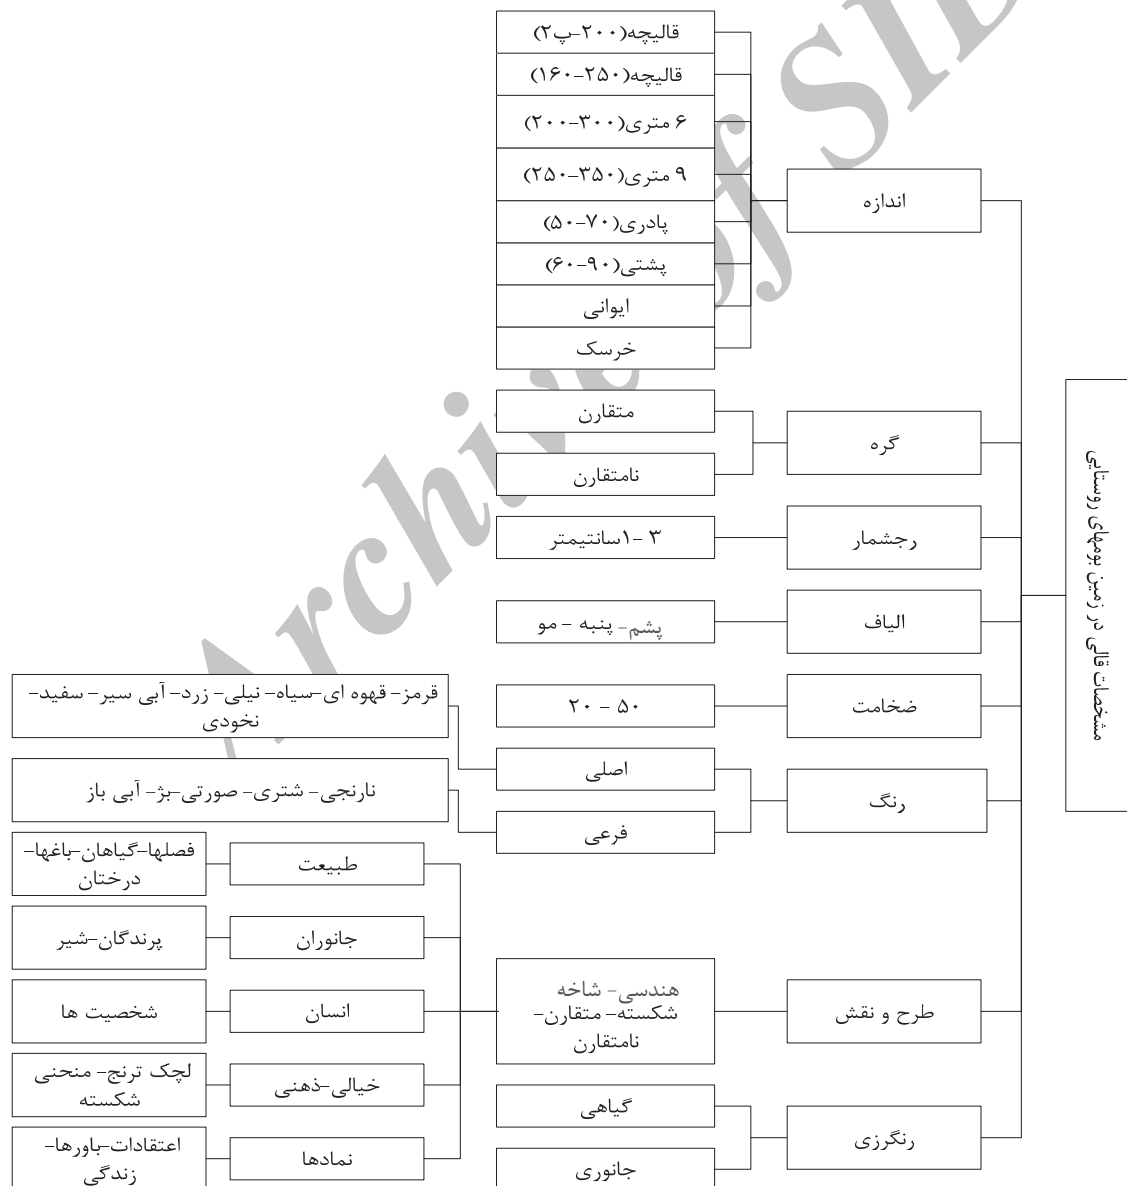 مشخصات قالی در زمین بومهای روستایی
اندازه
قالیچه(۲۰۰-پ۲)
قالیچه(۲۵۰-۱۶۰)
۶ متری(۳۰۰-۲۰۰)
۹ متری(۳۵۰-۲۵۰)
پادری(۷۰-۵۰)
پشتی(۹۰-۶۰)
ایوانی
خرسک
گره
متقارن
نامتقارن
رجشمار
۳ -۱سانتیمتر
الیاف
پشم- پنبه - مو
ضخامت
۵۰ - ۲۰
رنگ
اصلی
قرمز- قهوه ای-سیاه- نیلی- زرد- آبی سیر- سفید-
نخودی
فرعی
نارنجی- شتری- صورتی-بژ- آبی باز
طرح و نقش
هندسی- شاخه
شکسته- متقارن-
نامتقارن
طبیعت
فصلها-گیاهان-باغها-
درختان
جانوران
پرندگان-شیر
انسان
شخصیت ها
خیالی-ذهنی
لچک ترنج- منحنی
شکسته
نمادها
اعتقادات-باورها-
زندگی
رنگرزی
گیاهی
جانوری
Archive of SID